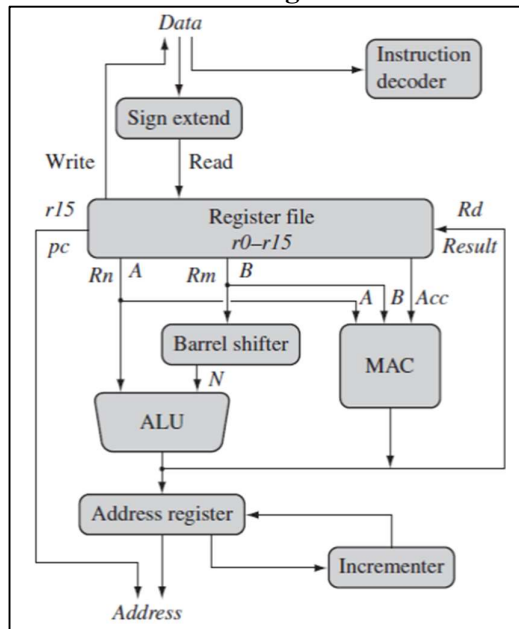 Data
Instruction
decoder
Sign extend
Write
Read
r15
Register file
Rd
pc
r0–r15
Result
Rn
A
Rm
B
A
B
Acc
Barrel shifter
MAC
N
ALU
Address register
Incrementer
Address